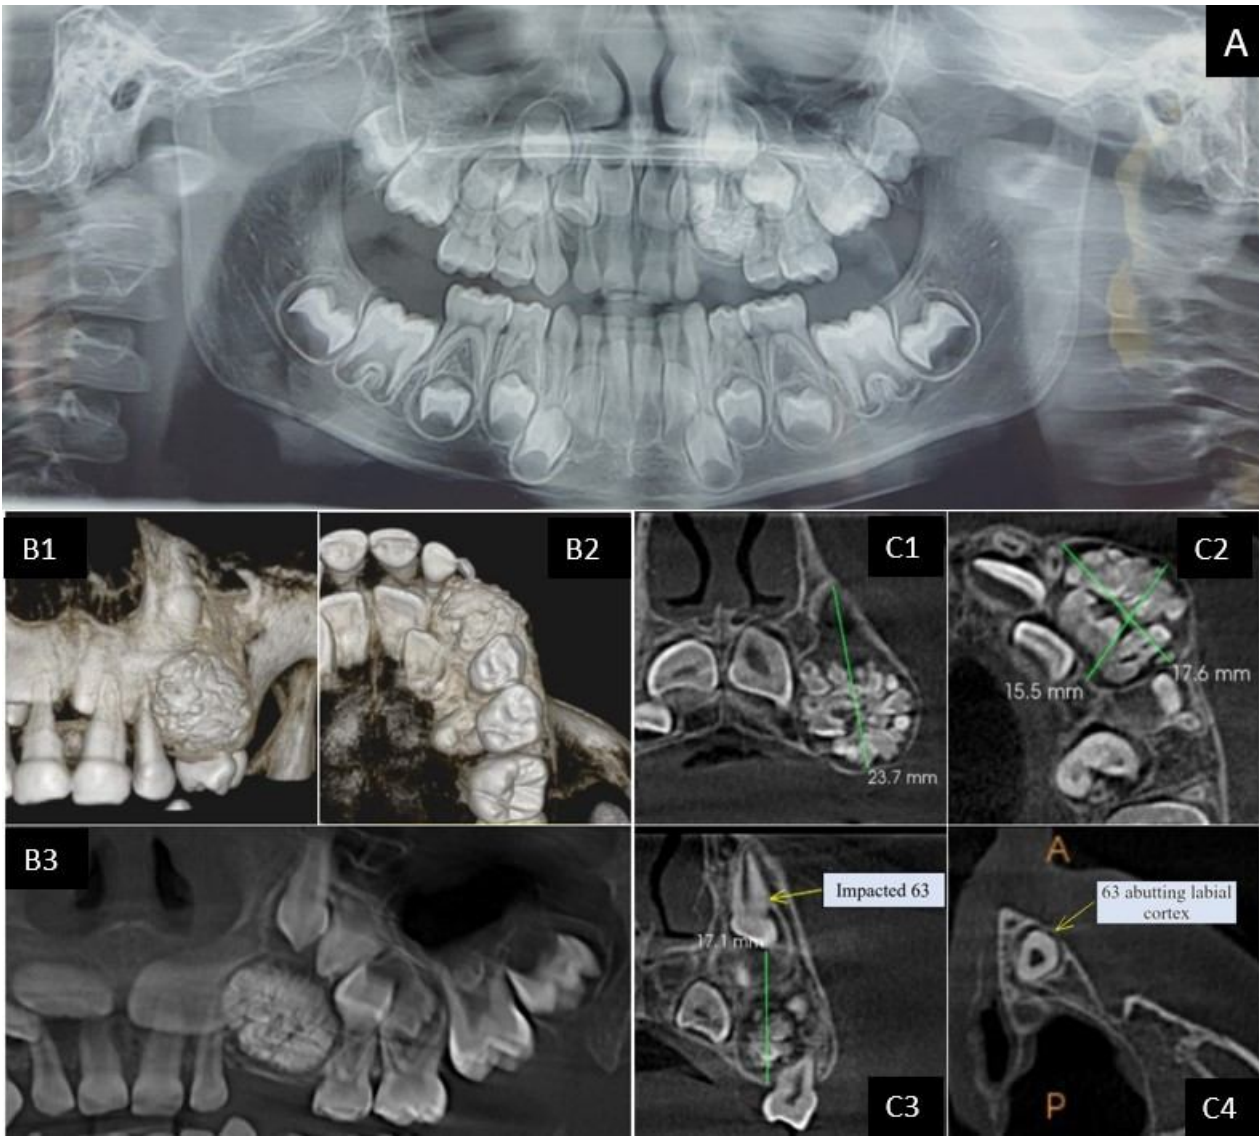 A
B1
B2
C1
C2
23.7 mm
15.5 mm
17.6 mm
B3
Impacted 63
17.1 mm
C3
A
63 abutting labial
cortex
P
C4